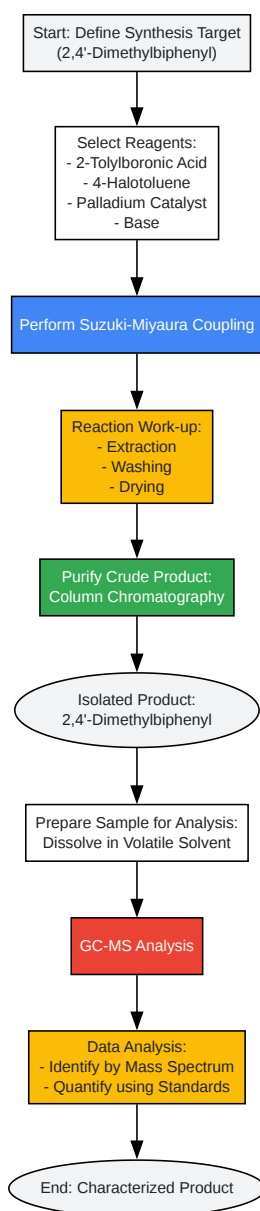 Start: Define Synthesis Target
(2,4'-Dimethylbiphenyl)
Select Reagents:
- 2-Tolylboronic Acid
- 4-Halotoluene
- Palladium Catalyst
- Base
Perform Suzuki-Miyaura Coupling
Reaction Work-up:
- Extraction
- Washing
- Drying
Purify Crude Product:
Column Chromatography
Isolated Product:
2,4'-Dimethylbiphenyl
Prepare Sample for Analysis:
Dissolve in Volatile Solvent
GC-MS Analysis
Data Analysis:
- Identify by Mass Spectrum
- Quantify using Standards
End: Characterized Product